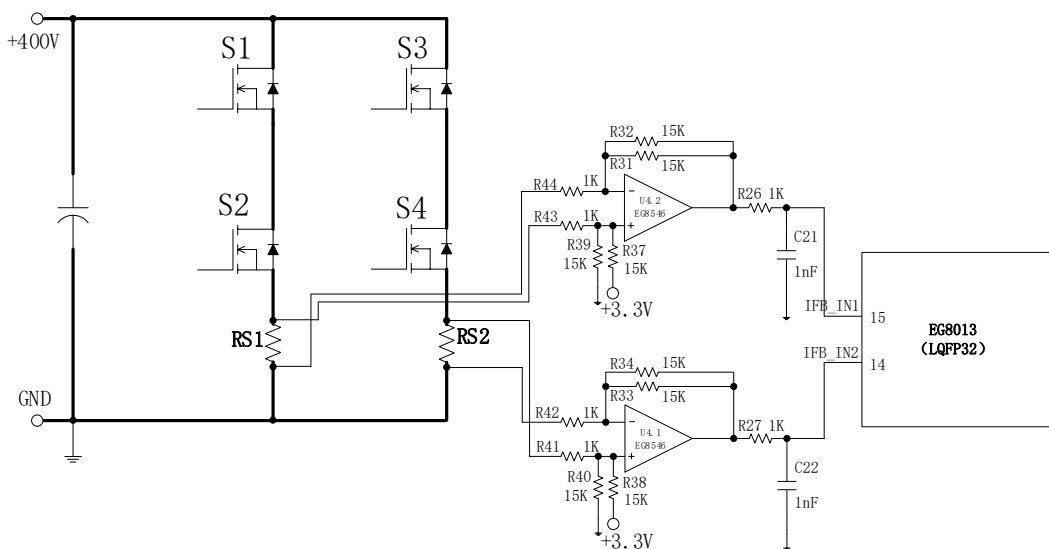 +400V
S1
S3
S2
S4
RS1
RS2
GND
R32
15K
R31
15K
R44
1K
R43
1K
U4.2
EG8546
R39
15K
R37
15K
+3.3V
R26
1K
C21
1nF
IFB_IN1
15
IFB_IN2
14
EG8013
(LQFP32)
R34
15K
R33
15K
R42
1K
R41
1K
U4.1
EG8546
R40
15K
R38
15K
+3.3V
R27
1K
C22
1nF